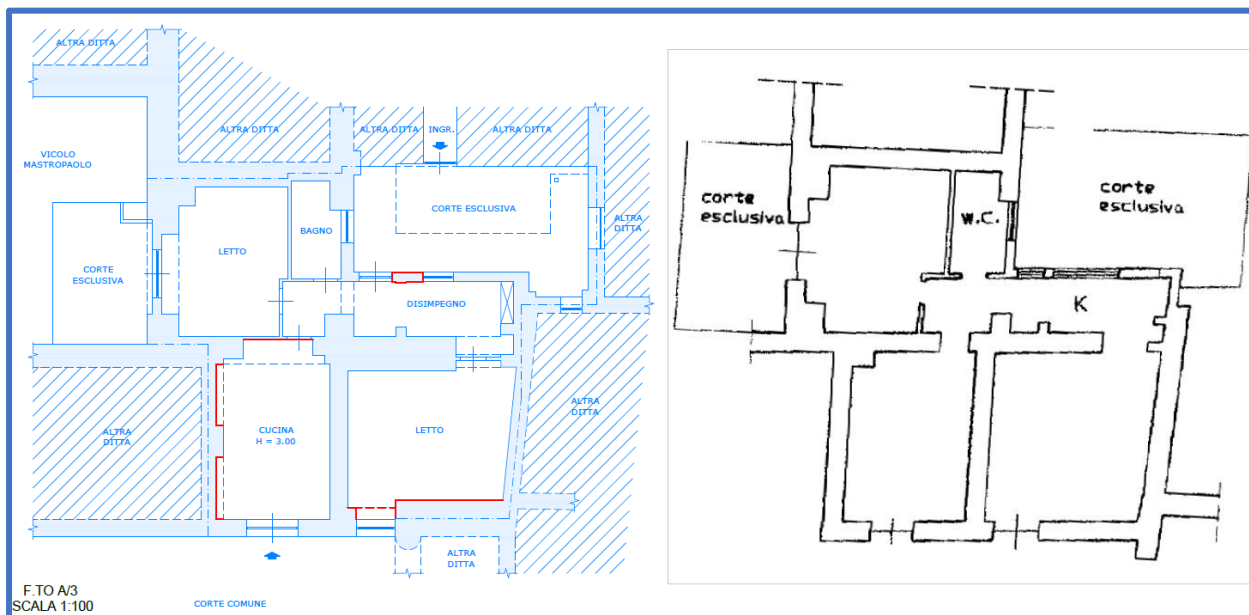 ALTRA DITTA
ALTRA DITTA
ALTRA DITTA
INGR.
ALTRA DITTA
VICOLO
MASTROPAOLO
LETTO
BAGNO
CORTE ESCLUSIVA
ALTRA
DITTA
CORTE
ESCLUSIVA
DISIMPEGNO
ALTRA
DITTA
CUCINA
H = 3.00
LETTO
ALTRA
DITTA
ALTRA
DITTA
F.TO A/3
SCALA 1:100
CORTE COMUNE
corte
esclusiva
w.c.
corte
esclusiva
K